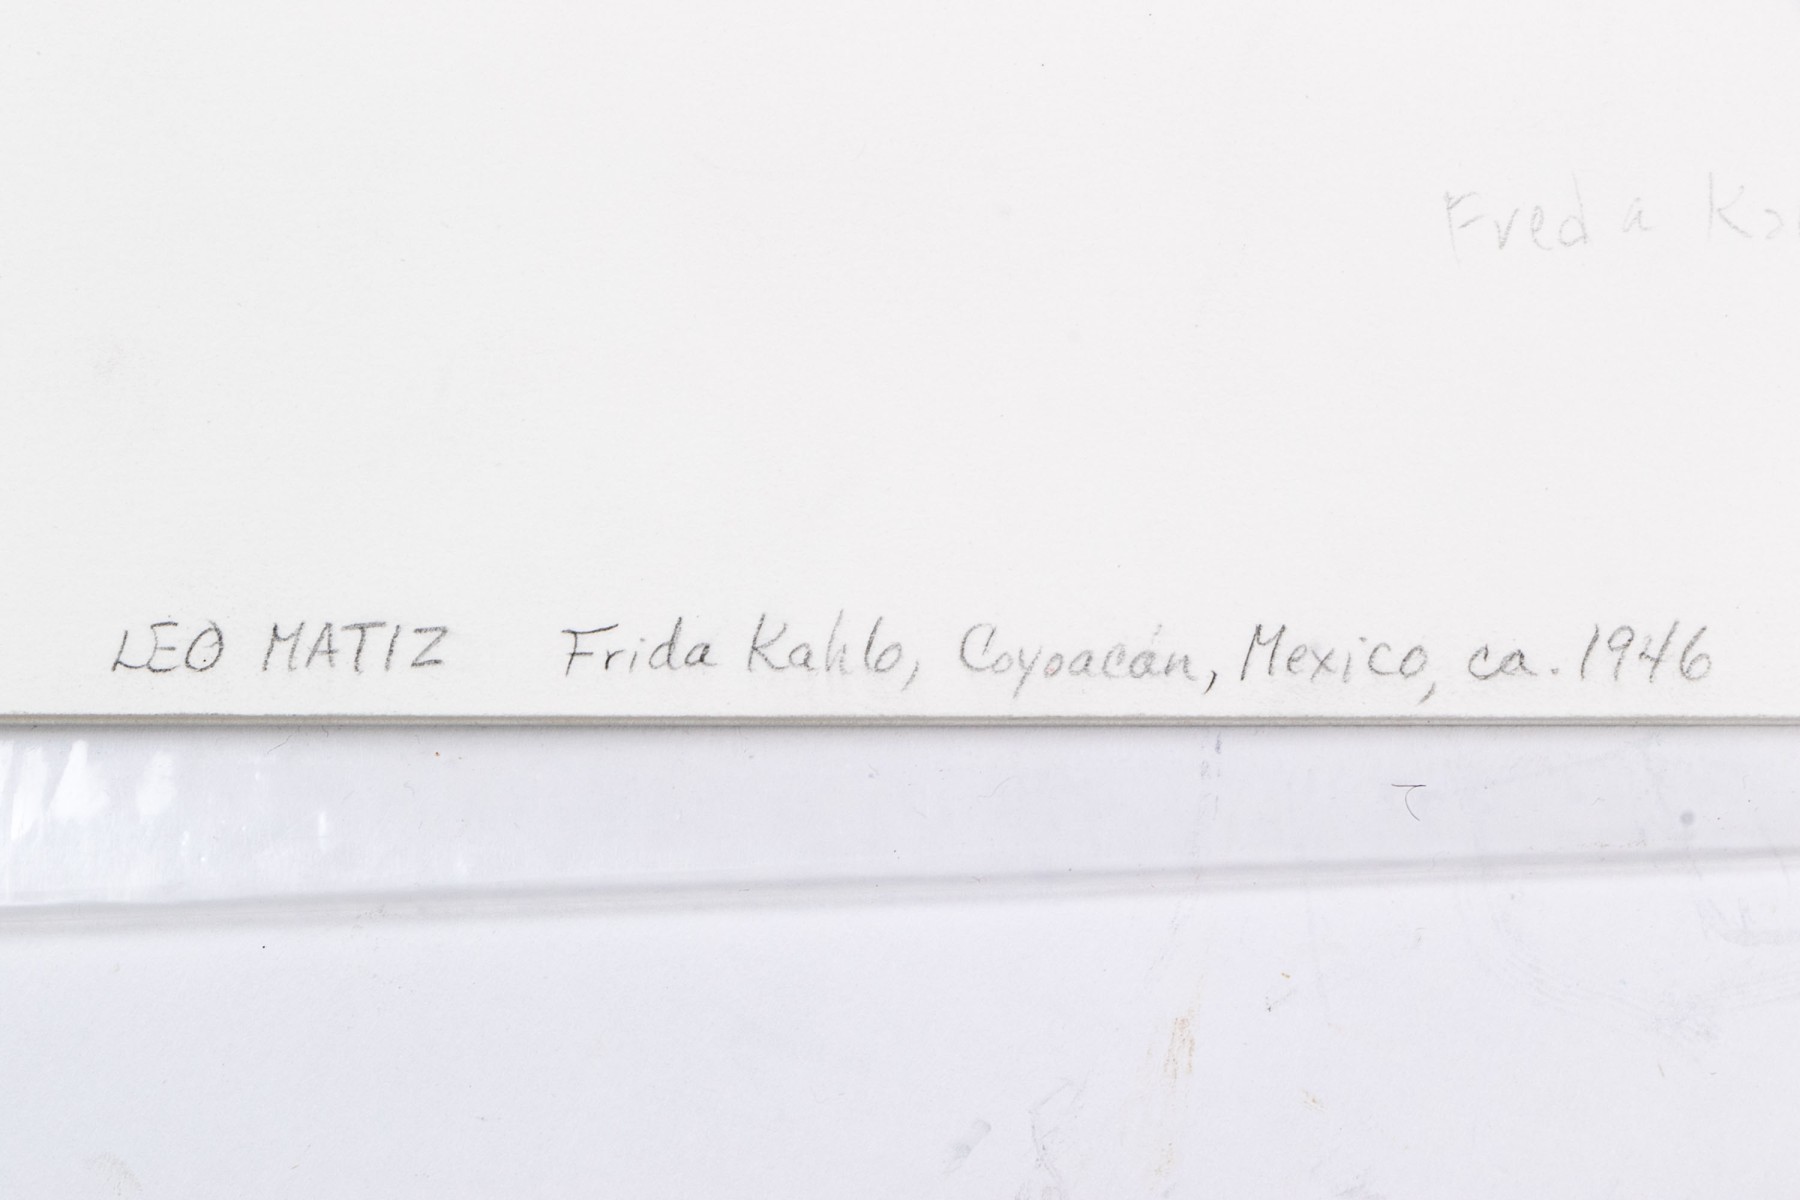 Freda
LEO MATIZ Frida Kahlo, Coyoacán, Mexico, ca. 1946